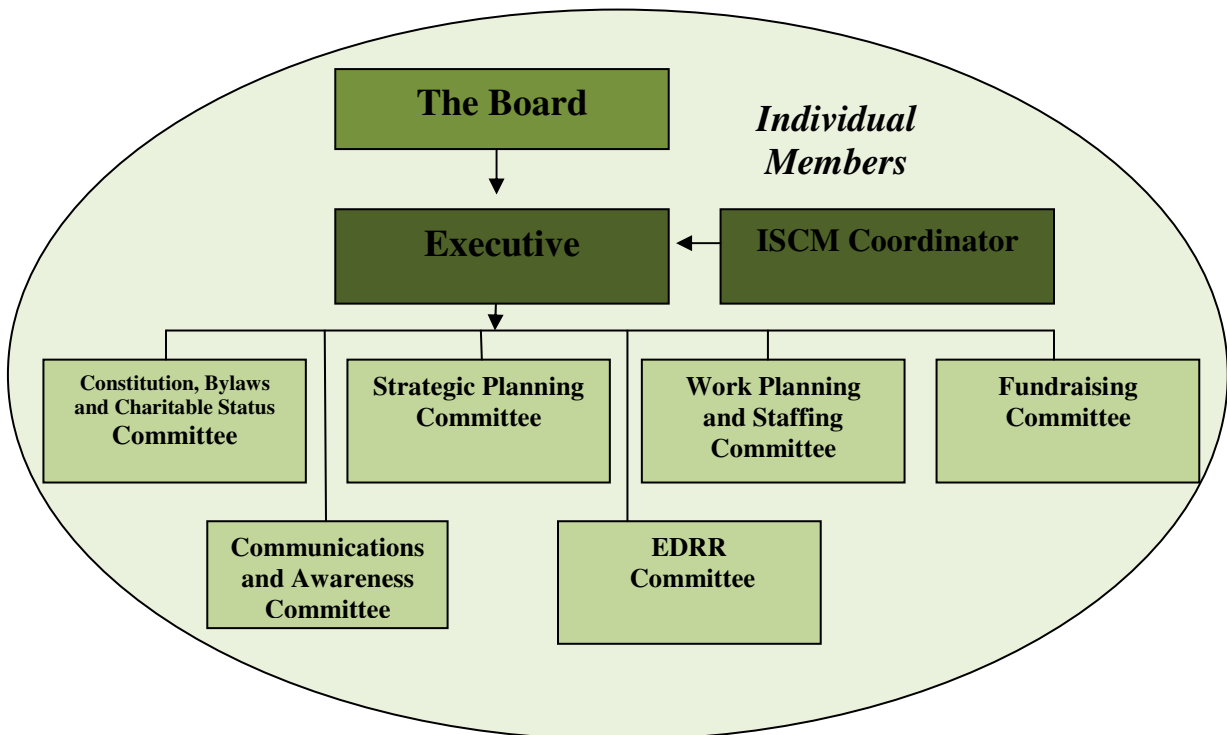 The Board
Individual
Members
Executive
ISCM Coordinator
Constitution, Bylaws
and Charitable Status
Committee
Strategic Planning
Committee
Work Planning
and Staffing
Committee
Fundraising
Committee
Communications
and Awareness
Committee
EDRR
Committee